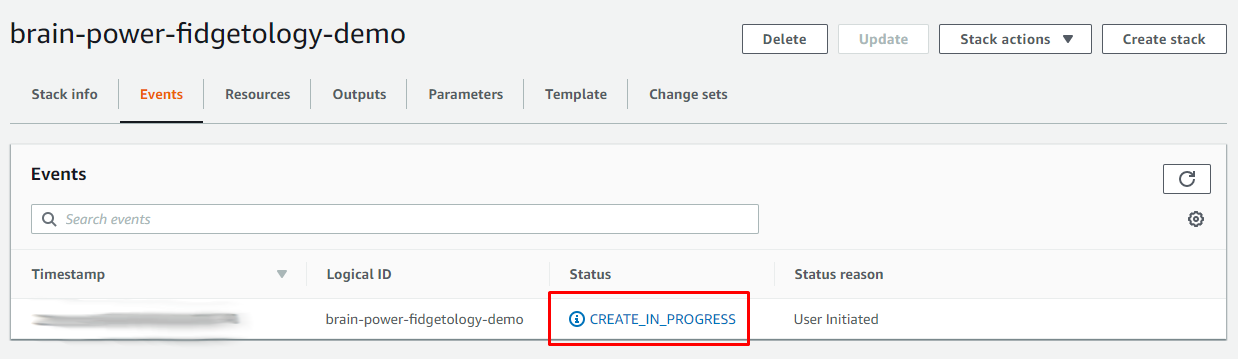 brain-power-fidgetology-demo
Delete Update Stack actions Create stack
Stack info Events Resources Outputs Parameters Template Change sets
Events
Search events
Timestamp Logical ID Status Status reason
brain-power-fidgetology-demo CREATE_IN_PROGRESS User Initiated